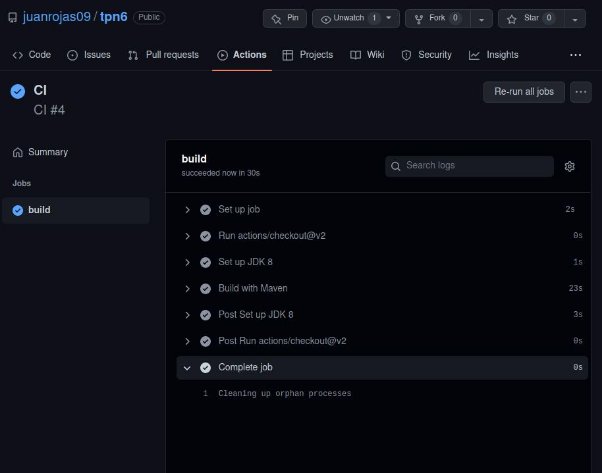 juanrojas09 / tpn6 Public Pin Unwatch 1 Fork 0 Star 0
Code Issues Pull requests Actions Projects Wiki Security Insights ...
CI Re-run all jobs ...
CI #4
Summary
Jobs
build
build
succeeded now in 30s
Search logs
Set up job 2s
Run actions/checkout@v2 0s
Set up JDK 8 1s
Build with Maven 23s
Post Set up JDK 8 3s
Post Run actions/checkout@v2 0s
Complete job 0s
1 Cleaning up orphan processes